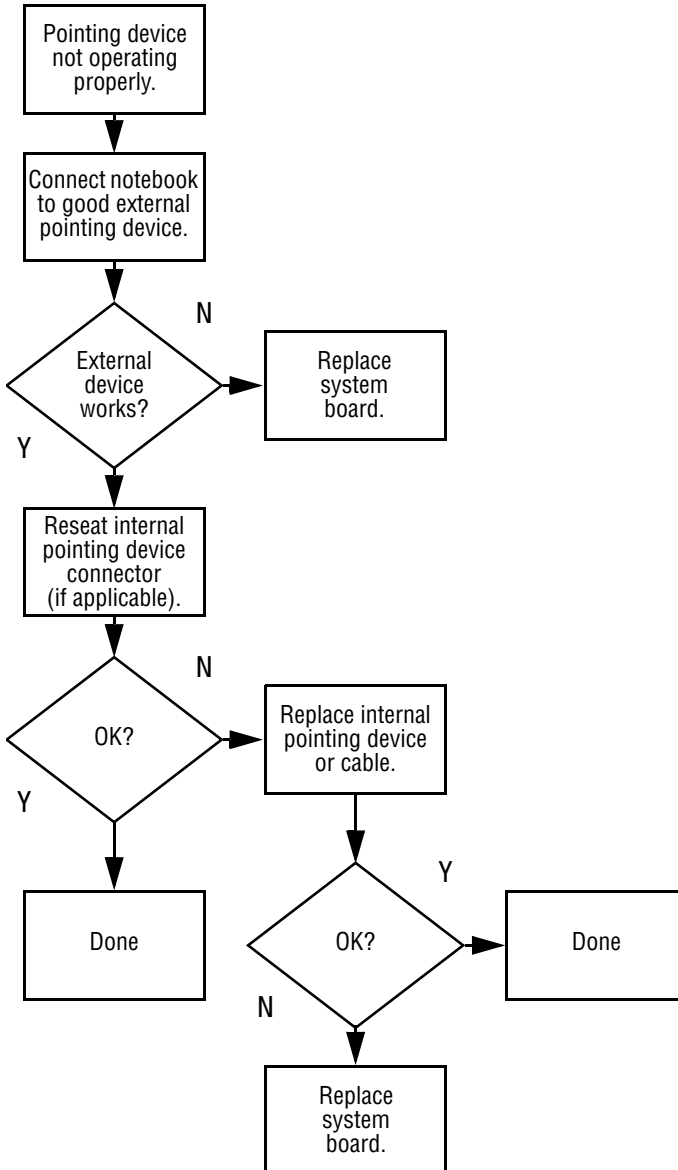 Pointing device
not operating
properly.
Connect notebook
to good external
pointing device.
N
External
device
works?
Replace
system
board.
Y
Reseat internal
pointing device
connector
(if applicable).
N
OK?
Replace internal
pointing device
or cable.
Y
Done
Y
OK?
Done
N
Replace
system
board.